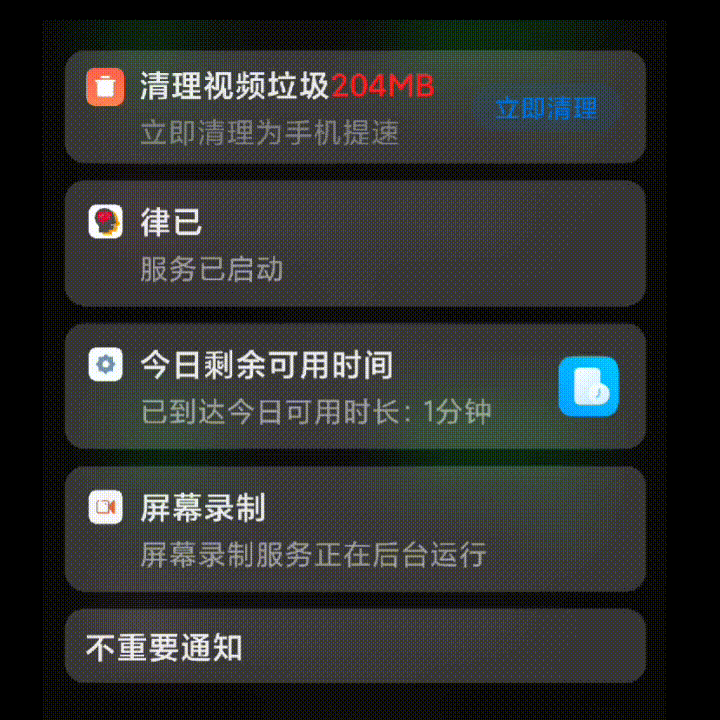 清理视频垃圾204MB
立即清理为手机提速
立即清理
律已
服务已启动
今日剩余可用时间
已到达今日可用时长：1分钟
屏幕录制
屏幕录制服务正在后台运行
不重要通知